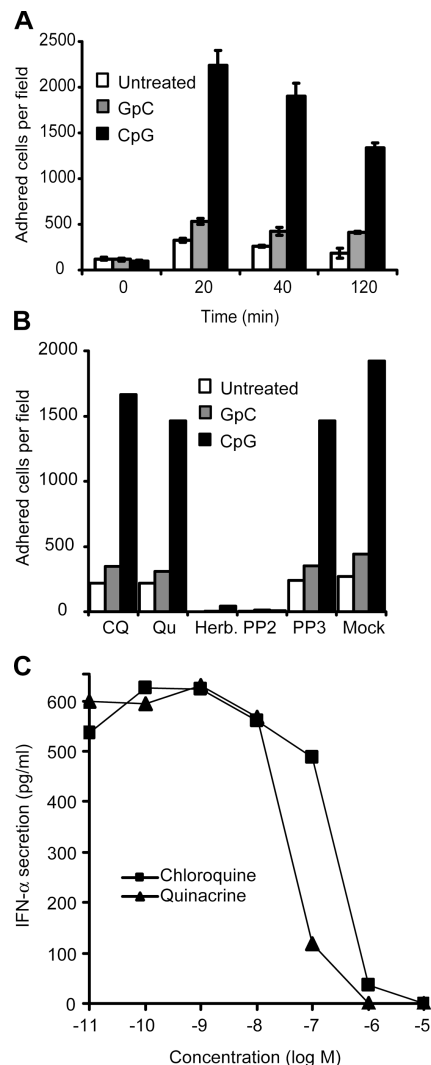 A
2500
2000
1500
1000
500
0
Adhered cells per field
Untreated
GpC
CpG
0 20 40 120
Time (min)
B
2000
1500
1000
500
0
Adhered cells per field
Untreated
GpC
CpG
CQ Qu Herb. PP2 PP3 Mock
C
600
500
400
300
200
100
0
IFN-α secretion (pg/ml)
Chloroquine
Quinacrine
-11 -10 -9 -8 -7 -6 -5
Concentration (log M)